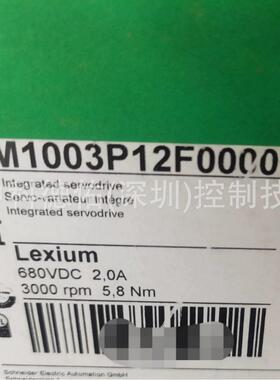 M1003P12F0000
Integrated servodrive
Servo-variateur intégré
Integrated servodrive
Lexium
680VDC 2,0A
3000 rpm 5,8 Nm
Schneider Electric Automation GmbH